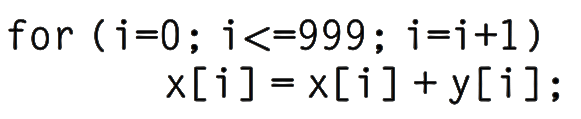 for (i=0; i<=999; i=i+1)
x[i] = x[i] + y[i];